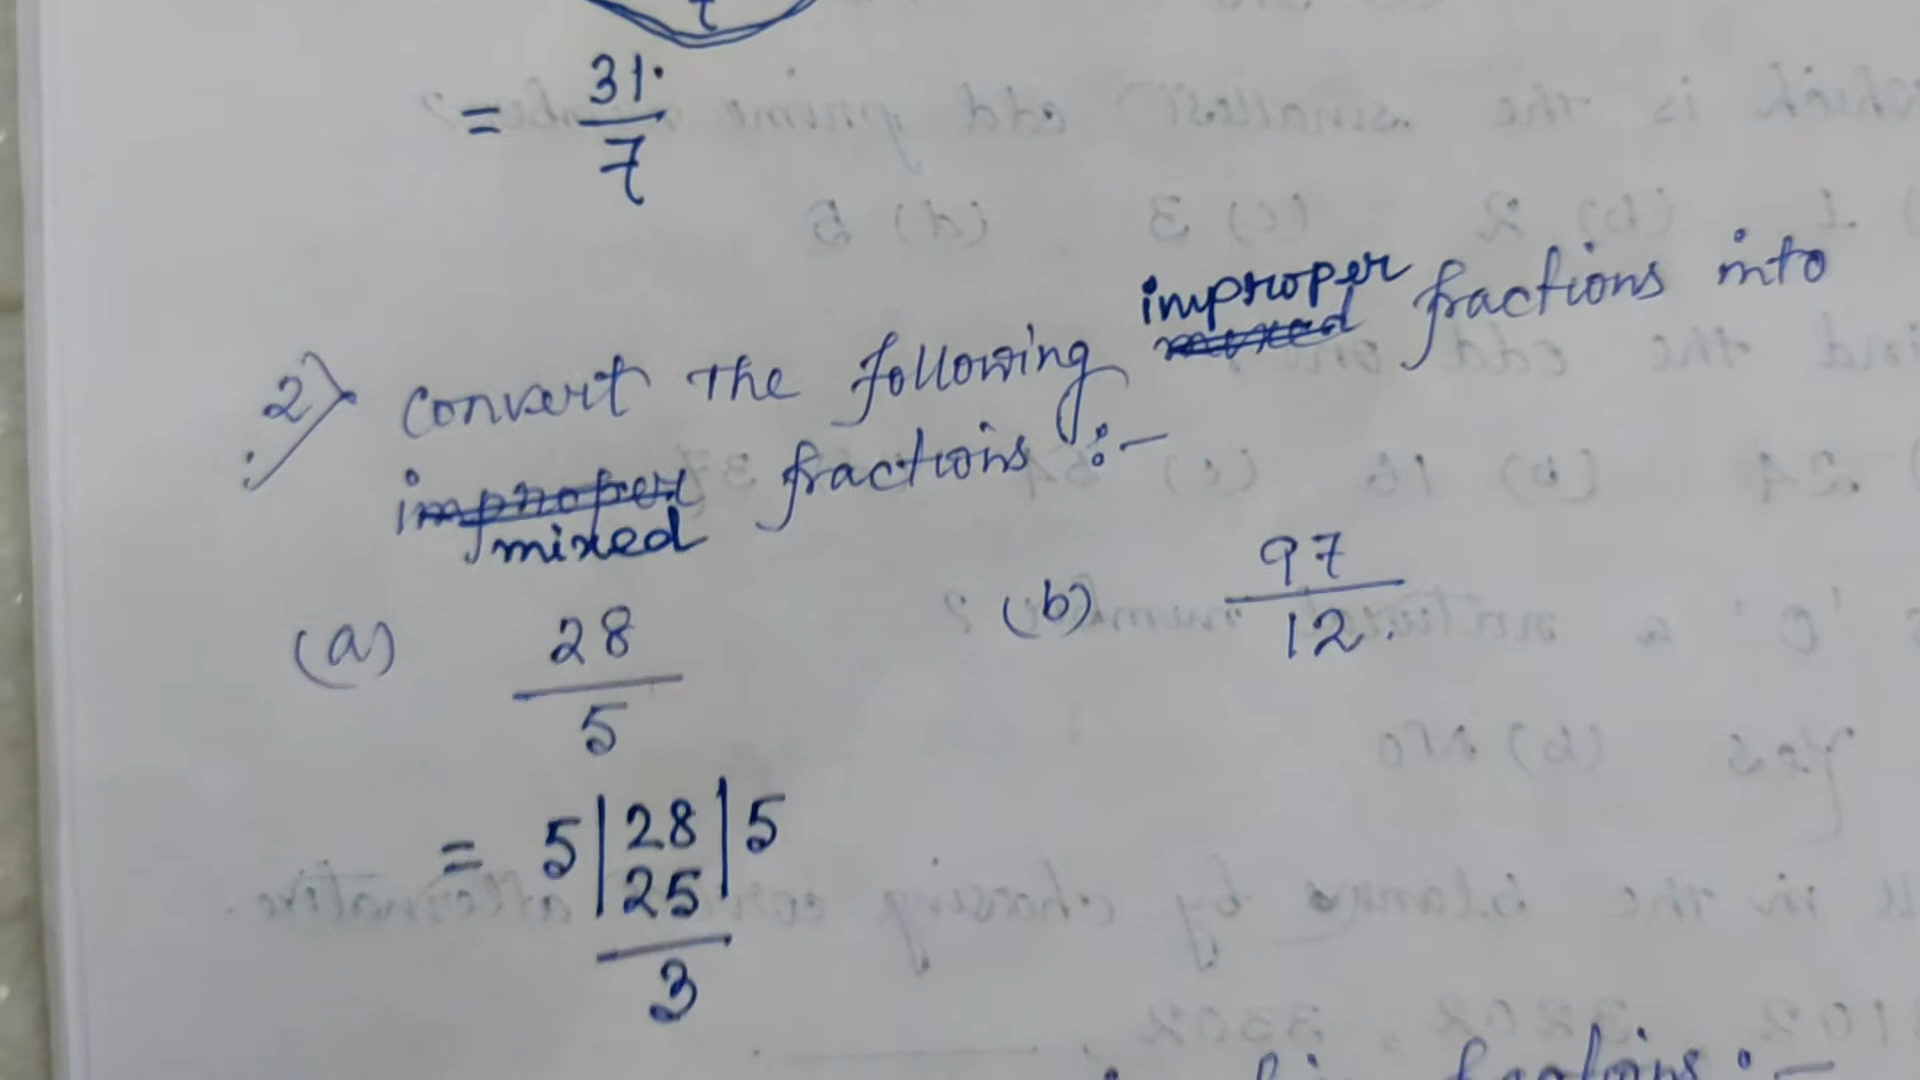 = 31/7
2) Convert the following improper fractions into
mixed fractions :-
(a) 28/5 (b) 97/12.
= 5|28|5
25
3
fractions :-